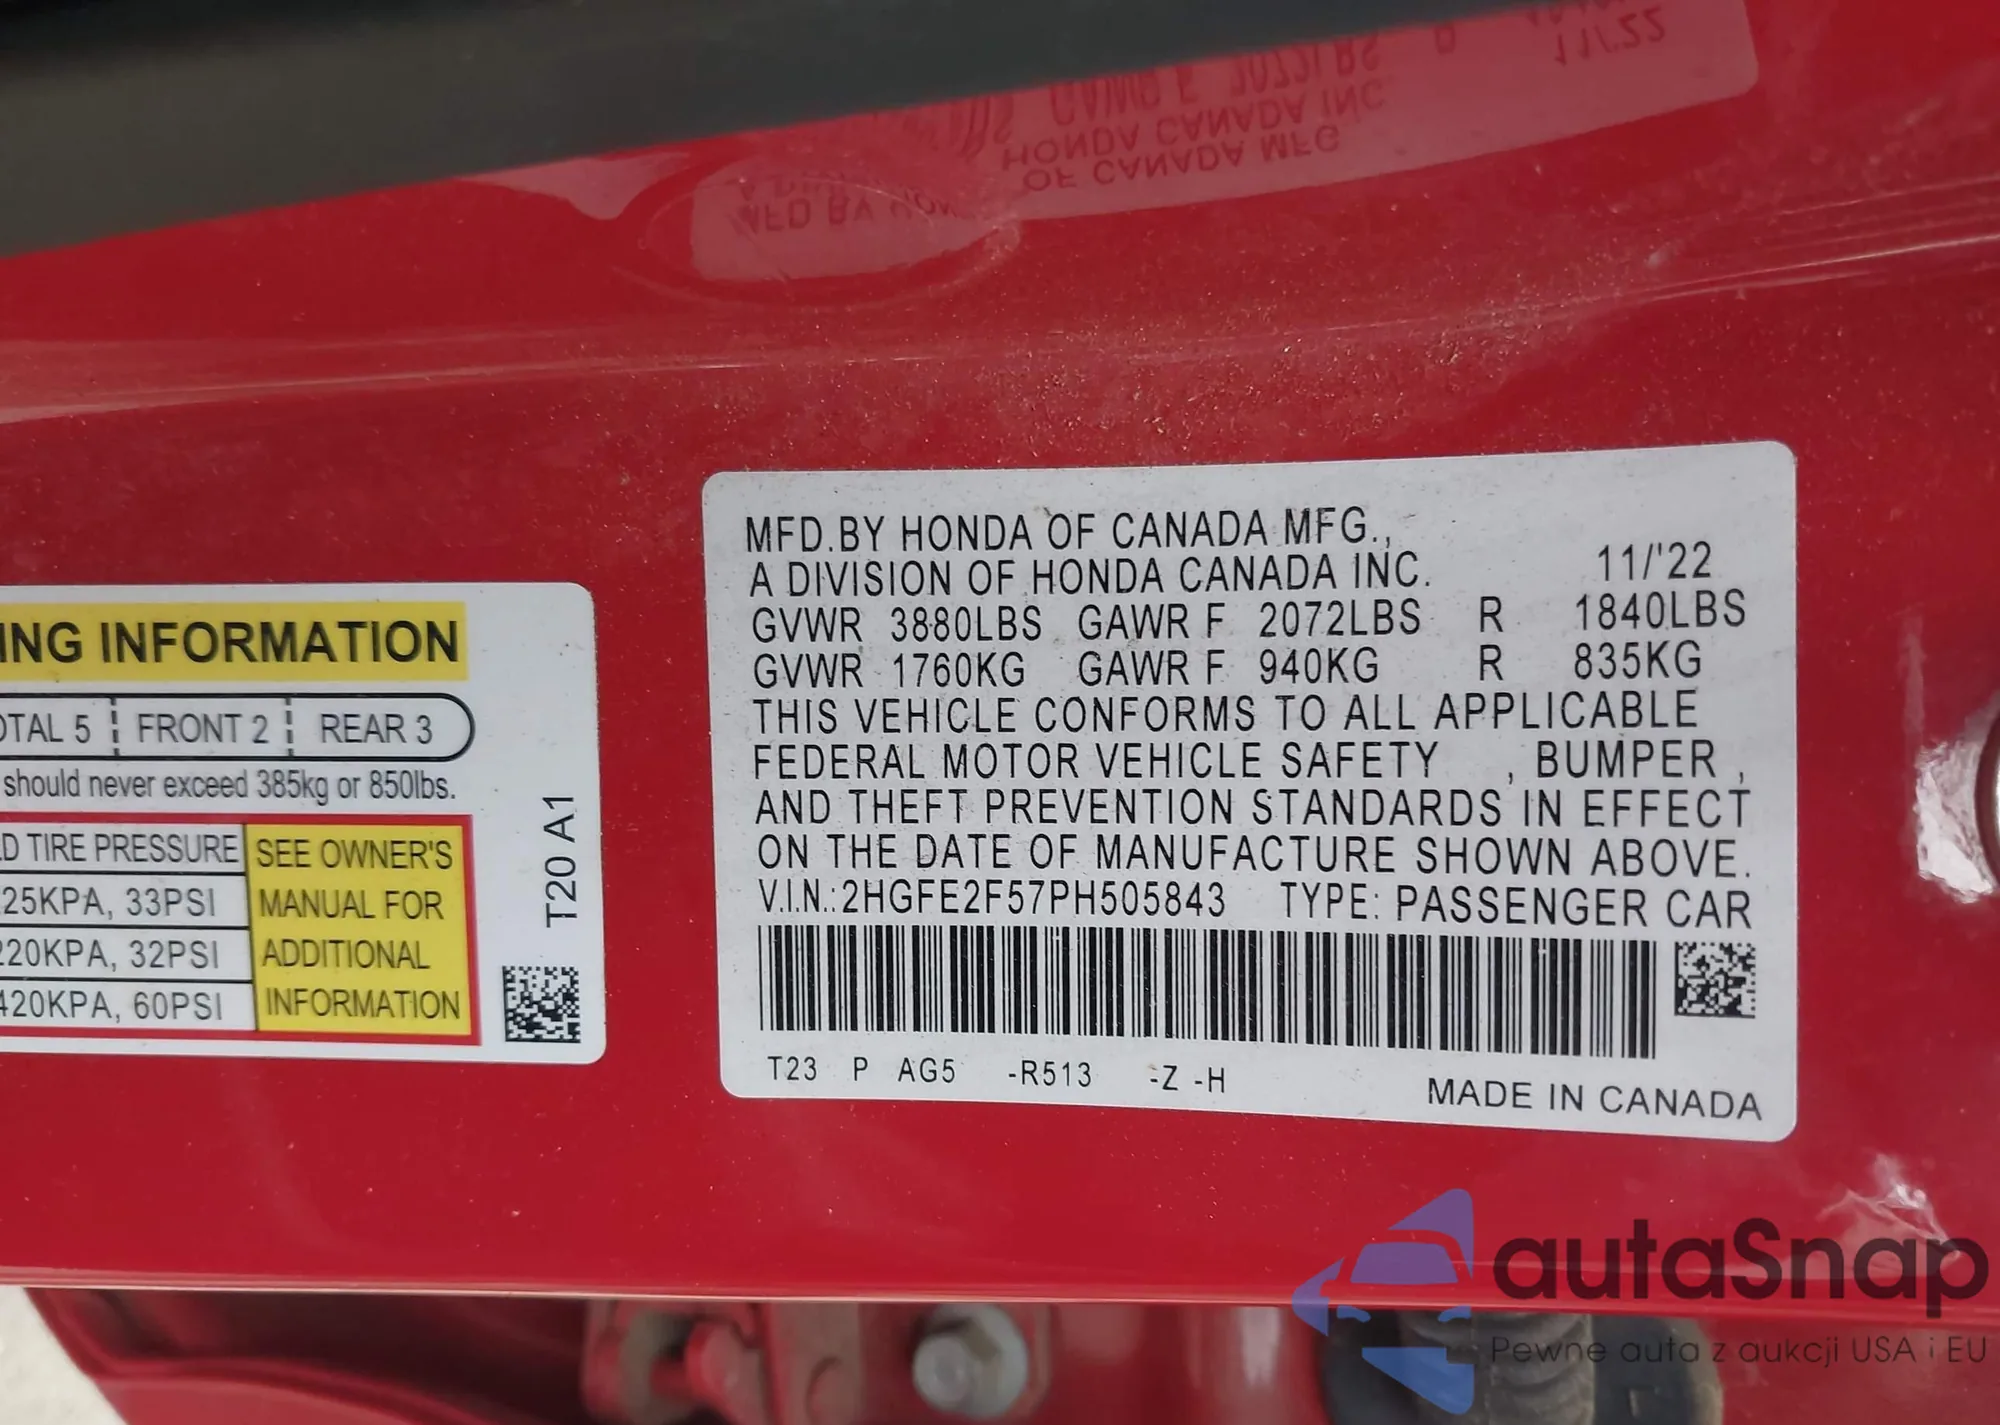 11/'22
HONDA CANADA INC
OF CANADA MFG
MFD BY
ING INFORMATION
OTAL 5 FRONT 2 REAR 3
should never exceed 385kg or 850lbs.
D TIRE PRESSURE
25KPA, 33PSI
220KPA, 32PSI
420KPA, 60PSI
SEE OWNER'S
MANUAL FOR
ADDITIONAL
INFORMATION
T20 A1
MFD.BY HONDA OF CANADA MFG.,
A DIVISION OF HONDA CANADA INC. 11/'22
GVWR 3880LBS GAWR F 2072LBS R 1840LBS
GVWR 1760KG GAWR F 940KG R 835KG
THIS VEHICLE CONFORMS TO ALL APPLICABLE
FEDERAL MOTOR VEHICLE SAFETY , BUMPER ,
AND THEFT PREVENTION STANDARDS IN EFFECT
ON THE DATE OF MANUFACTURE SHOWN ABOVE.
V.I.N.:2HGFE2F57PH505843 TYPE: PASSENGER CAR
T23 P AG5 -R513 -Z -H
MADE IN CANADA
autaSnap
Pewne auta z aukcji USA i EU